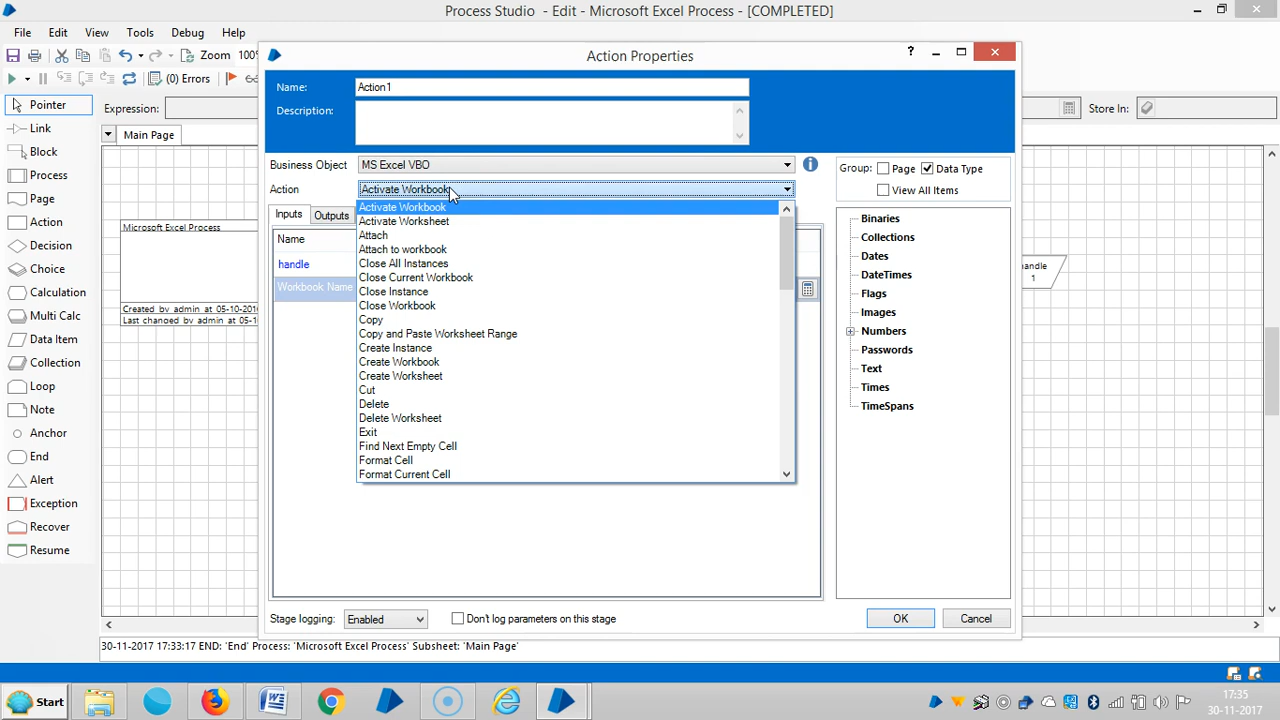 Process Studio - Edit - Microsoft Excel Process - [COMPLETED]
File Edit View Tools Debug Help
Zoom 100%
(0) Errors
Action Properties
Name: Action1
Description:
Pointer
Link
Block
Process
Page
Action
Decision
Choice
Calculation
Multi Calc
Data Item
Collection
Loop
Note
Anchor
End
Alert
Exception
Recover
Resume
Expression:
Store In:
Main Page
Microsoft Excel Process
Created by admin at 05-10-201
Last changed by admin at 05-1
Business Object MS Excel VBO
Action Activate Workbook
Inputs Outputs
Name
handle
Workbook Name
Activate Workbook
Activate Worksheet
Attach
Attach to workbook
Close All Instances
Close Current Workbook
Close Instance
Close Workbook
Copy
Copy and Paste Worksheet Range
Create Instance
Create Workbook
Create Worksheet
Cut
Delete
Delete Worksheet
Exit
Find Next Empty Cell
Format Cell
Format Current Cell
Group: Page Data Type
View All Items
Binaries
Collections
Dates
DateTimes
Flags
Images
Numbers
Passwords
Text
Times
TimeSpans
handle
1
Stage logging: Enabled Don't log parameters on this stage
OK Cancel
30-11-2017 17:33:17 END: 'End' Process: 'Microsoft Excel Process' Subsheet: 'Main Page'
Start
17:35
30-11-2017